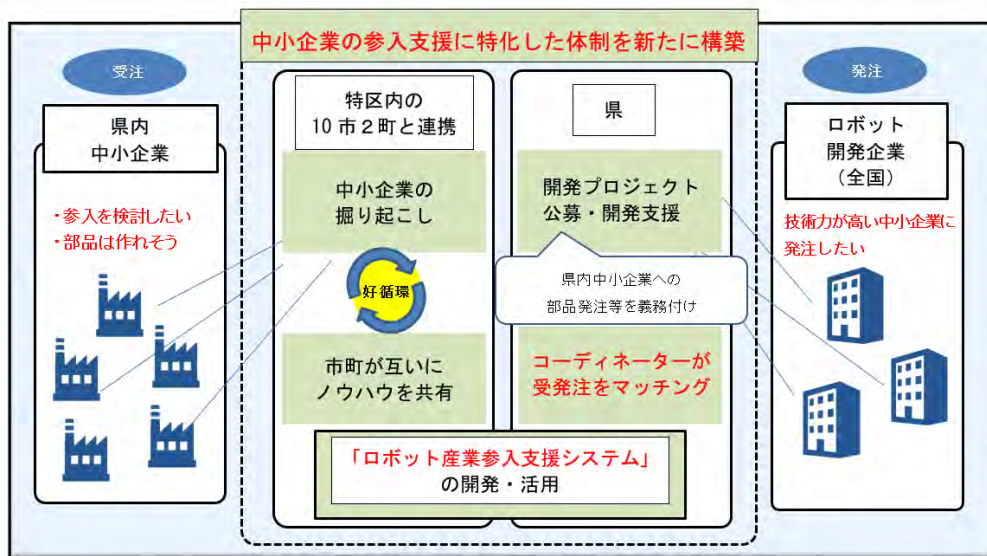 中小企業の参入支援に特化した体制を新たに構築
受注
県内
中小企業
・参入を検討したい
・部品は作れそう
特区内の
10市2町と連携
中小企業の
掘り起こし
好循環
市町が互いに
ノウハウを共有
県
開発プロジェクト
公募・開発支援
県内中小企業への
部品発注等を義務付け
コーディネーターが
受発注をマッチング
「ロボット産業参入支援システム」
の開発・活用
発注
ロボット
開発企業
（全国）
技術力が高い中小企業に
発注したい